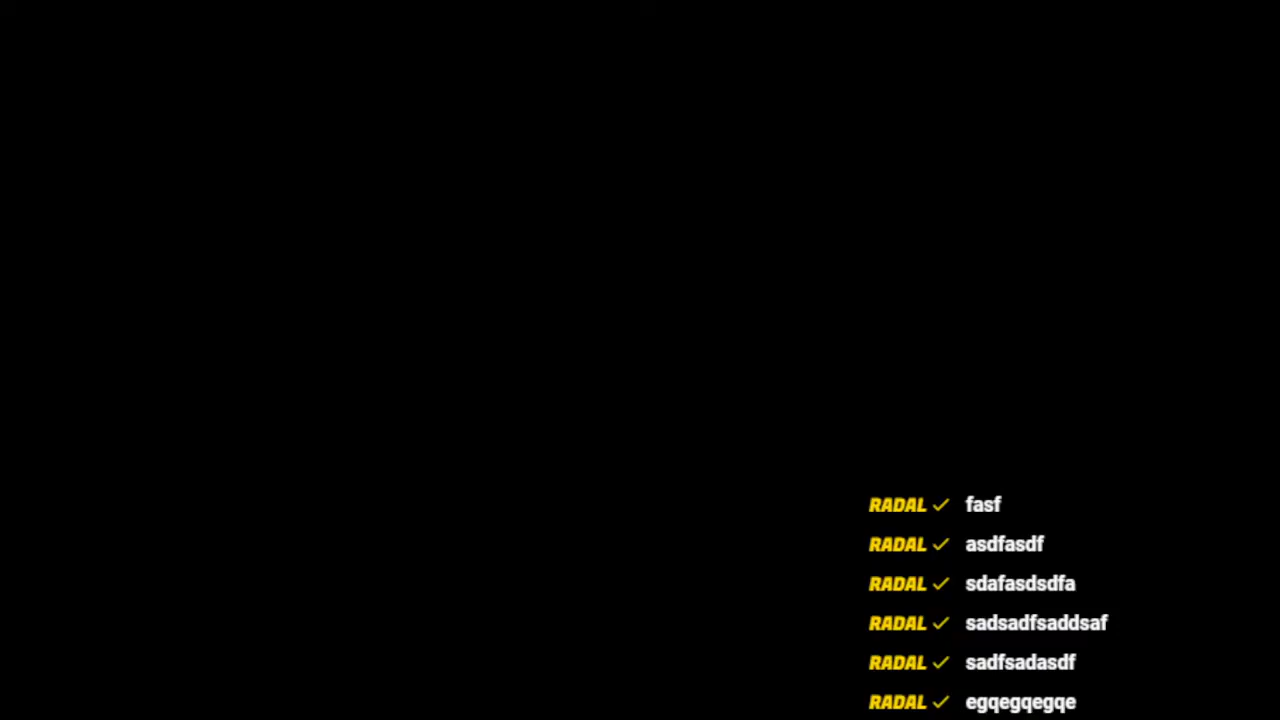 RADAL ✓ fasf
RADAL ✓ asdfasdf
RADAL ✓ sdafasdsdfa
RADAL ✓ sadsadfsaddsaf
RADAL ✓ sadfsadasdf
RADAL ✓ egqegqegqe